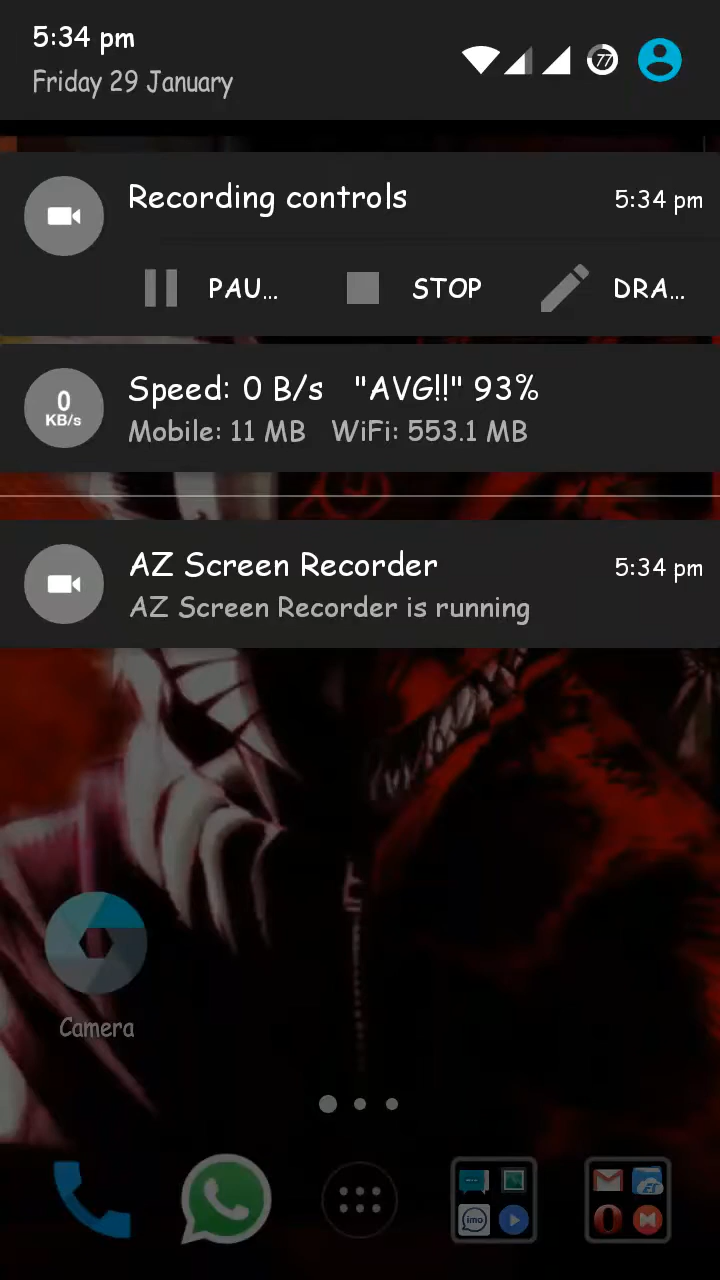 5:34 pm
Friday 29 January
77
Recording controls 5:34 pm
PAU... STOP DRA...
0
KB/s
Speed: 0 B/s "AVG!!" 93%
Mobile: 11 MB WiFi: 553.1 MB
AZ Screen Recorder 5:34 pm
AZ Screen Recorder is running
Camera
imo